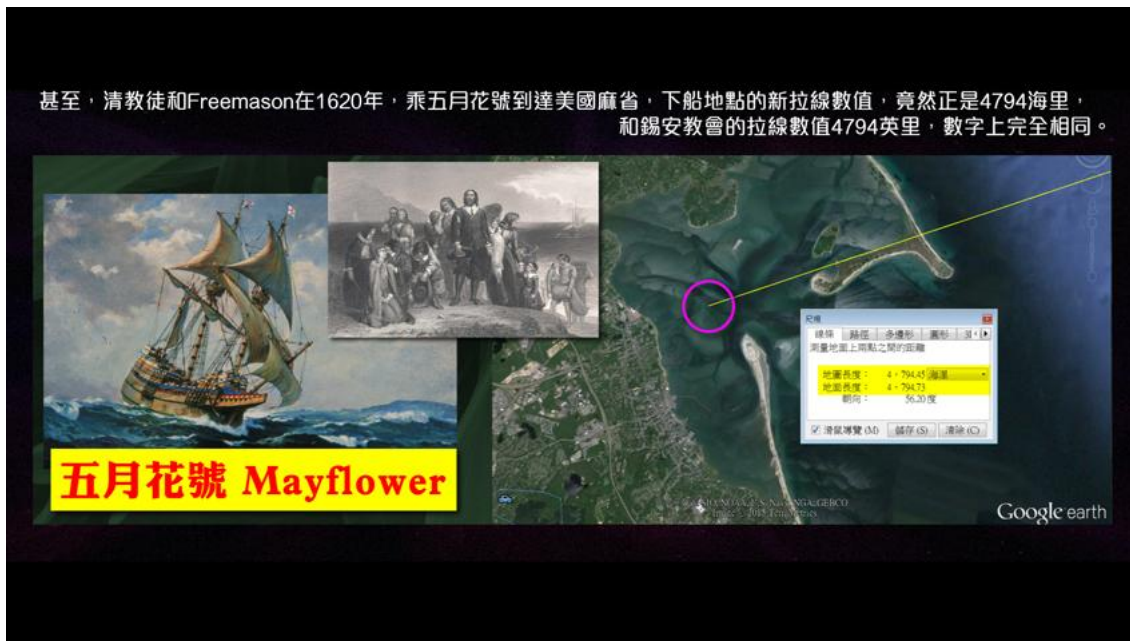 甚至，清教徒和Freemason在1620年，乘五月花號到達美國麻省，下船地點的新拉線數值，竟然正是4794海里，
和錫安教會的拉線數值4794英里，數字上完全相同。
尺規
線條 路徑 多邊形 圓形
測量地面上兩點之間的距離
地圖長度： 4，794.45 海里
地面長度： 4，794.73
朝向： 56.20 度
滑鼠導覽 (M) 儲存 (S) 清除 (C)
五月花號 Mayflower
Google earth